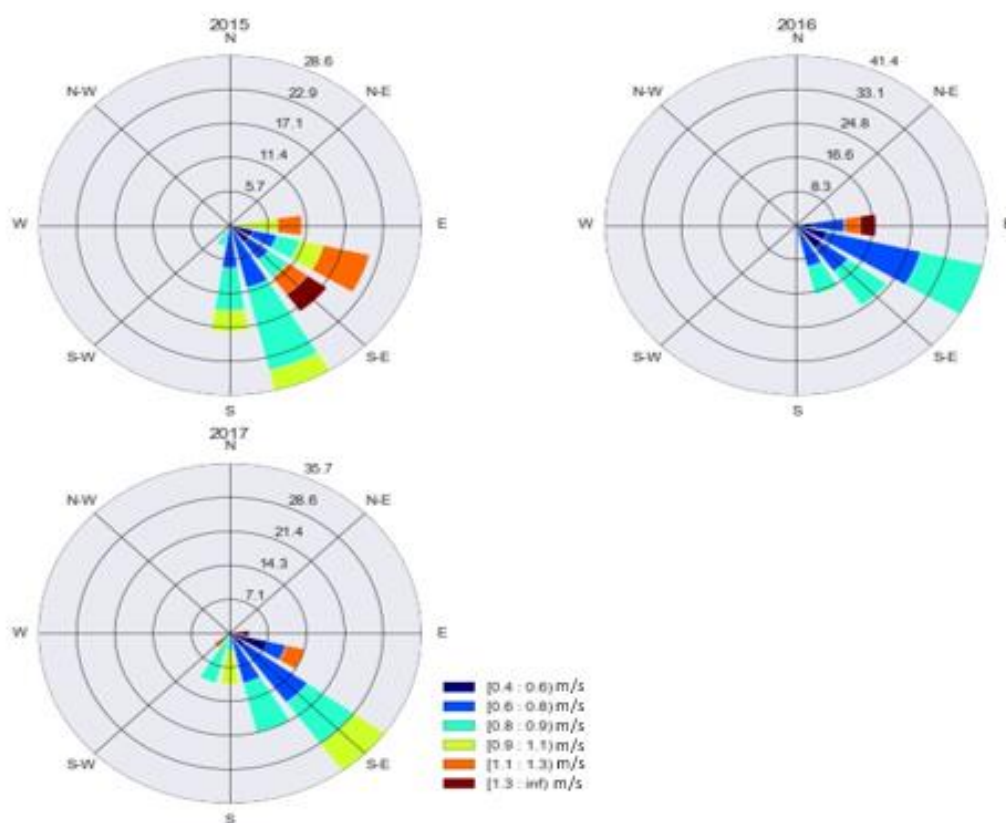 2015
N
28.6
N-W
N-E
22.9
17.1
11.4
5.7
W
E
S-W
S-E
S
2016
N
41.4
N-W
N-E
33.1
24.8
16.6
8.3
W
E
S-W
S-E
S
2017
N
35.7
N-W
N-E
28.6
21.4
14.3
7.1
W
E
S-W
S-E
S
[0.4 : 0.6) m/s
[0.6 : 0.8) m/s
[0.8 : 0.9) m/s
[0.9 : 1.1) m/s
[1.1 : 1.3) m/s
[1.3 : inf) m/s